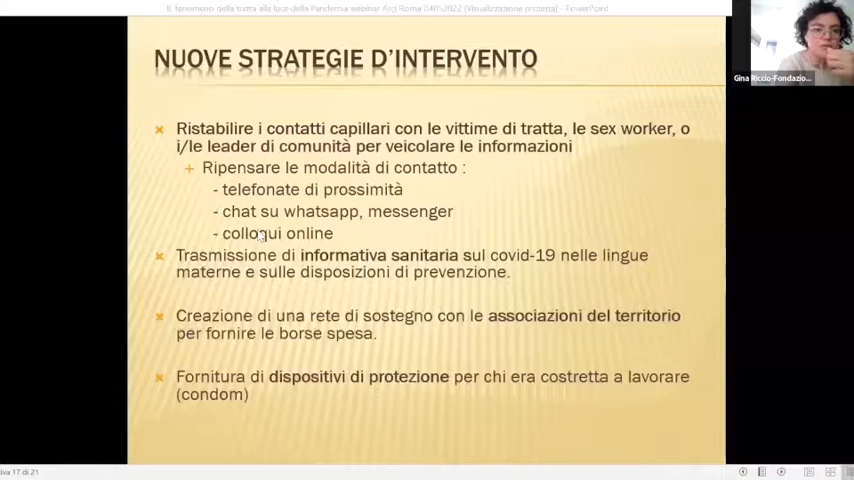 IL fenomeno della tratta alla luce della Pandemia webinar Arci Roma 04052022 [Visualizzazione protetta] - PowerPoint
NUOVE STRATEGIE D'INTERVENTO
Ristabilire i contatti capillari con le vittime di tratta, le sex worker, o
i/le leader di comunità per veicolare le informazioni
Ripensare le modalità di contatto :
- telefonate di prossimità
- chat su whatsapp, messenger
- colloqui online
Trasmissione di informativa sanitaria sul covid-19 nelle lingue
materne e sulle disposizioni di prevenzione.
Creazione di una rete di sostegno con le associazioni del territorio
per fornire le borse spesa.
Fornitura di dispositivi di protezione per chi era costretta a lavorare
(condom)
Gina Riccio-Fondazio...
iva 17 di 21